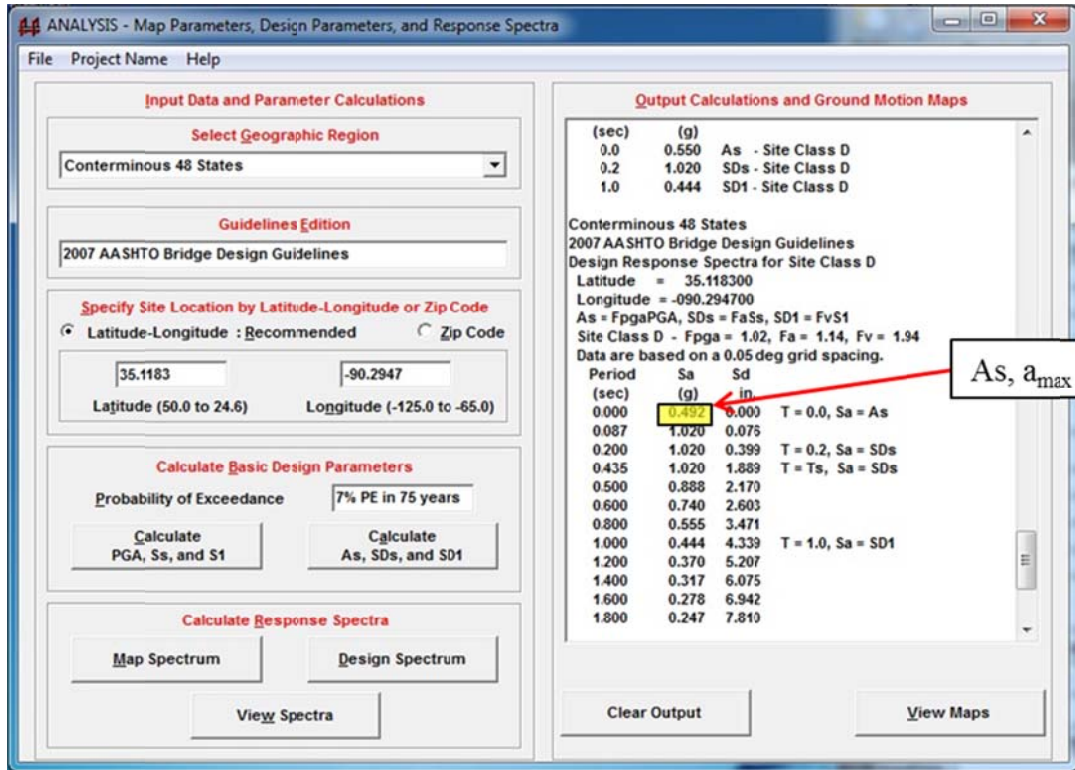 ANALYSIS - Map Parameters, Design Parameters, and Response Spectra
File Project Name Help
Input Data and Parameter Calculations
Select Geographic Region
Conterminous 48 States
Guidelines Edition
2007 AASHTO Bridge Design Guidelines
Specify Site Location by Latitude-Longitude or Zip Code
Latitude-Longitude : Recommended Zip Code
35.1183 -90.2947
Latitude (50.0 to 24.6) Longitude (-125.0 to -65.0)
Calculate Basic Design Parameters
Probability of Exceedance 7% PE in 75 years
Calculate
PGA, Ss, and S1
Calculate
As, SDs, and SD1
Calculate Response Spectra
Map Spectrum Design Spectrum
View Spectra
Output Calculations and Ground Motion Maps
(sec) (g)
0.0 0.550 As - Site Class D
0.2 1.020 SDs - Site Class D
1.0 0.444 SD1 - Site Class D
Conterminous 48 States
2007 AASHTO Bridge Design Guidelines
Design Response Spectra for Site Class D
Latitude = 35.118300
Longitude = -090.294700
As = FpgaPGA, SDs = FaSs, SD1 = FvS1
Site Class D - Fpga = 1.02, Fa = 1.14, Fv = 1.94
Data are based on a 0.05 deg grid spacing.
Period Sa Sd
(sec) (g) in.
0.000 0.492 0.000 T = 0.0, Sa = As
0.087 1.020 0.076
0.200 1.020 0.399 T = 0.2, Sa = SDs
0.435 1.020 1.889 T = Ts, Sa = SDs
0.500 0.888 2.170
0.600 0.740 2.603
0.800 0.555 3.471
1.000 0.444 4.339 T = 1.0, Sa = SD1
1.200 0.370 5.207
1.400 0.317 6.075
1.600 0.278 6.942
1.800 0.247 7.810
As, amax
Clear Output View Maps